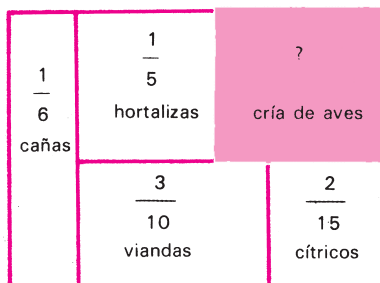 1/5
?
1/6
hortalizas
cría de aves
cañas
3/10
2/15
viandas
cítricos